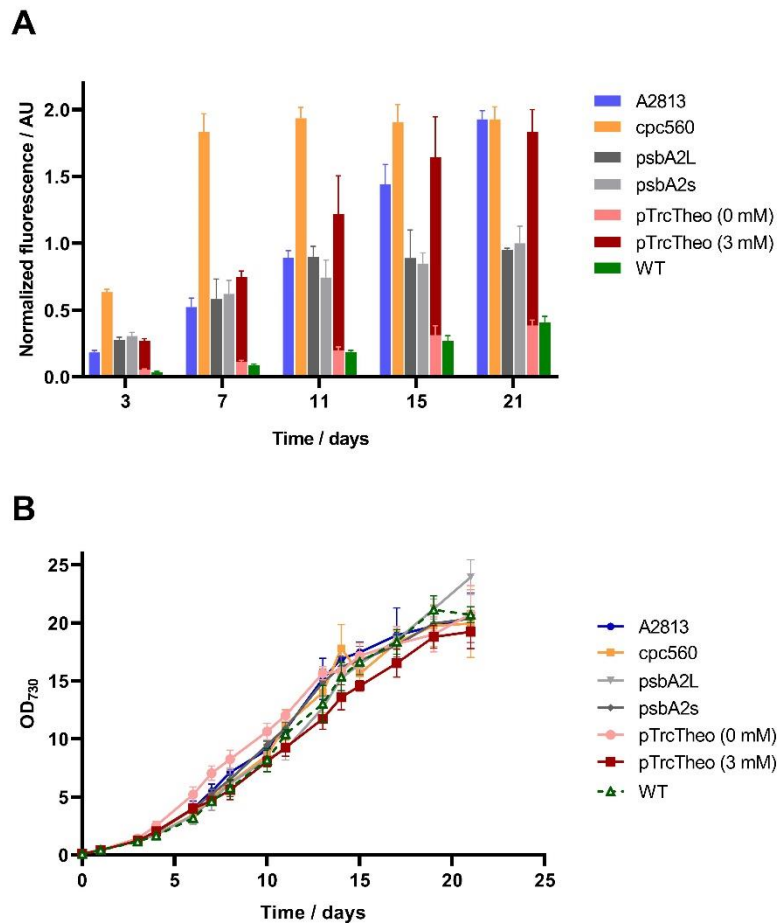 A
Normalized fluorescence / AU
2.0
1.5
1.0
0.5
0.0
3 7 11 15 21
Time / days
A2813
cpc560
psbA2L
psbA2s
pTrcTheo (0 mM)
pTrcTheo (3 mM)
WT
B
OD730
25
20
15
10
5
0
0 5 10 15 20 25
Time / days
A2813
cpc560
psbA2L
psbA2s
pTrcTheo (0 mM)
pTrcTheo (3 mM)
WT